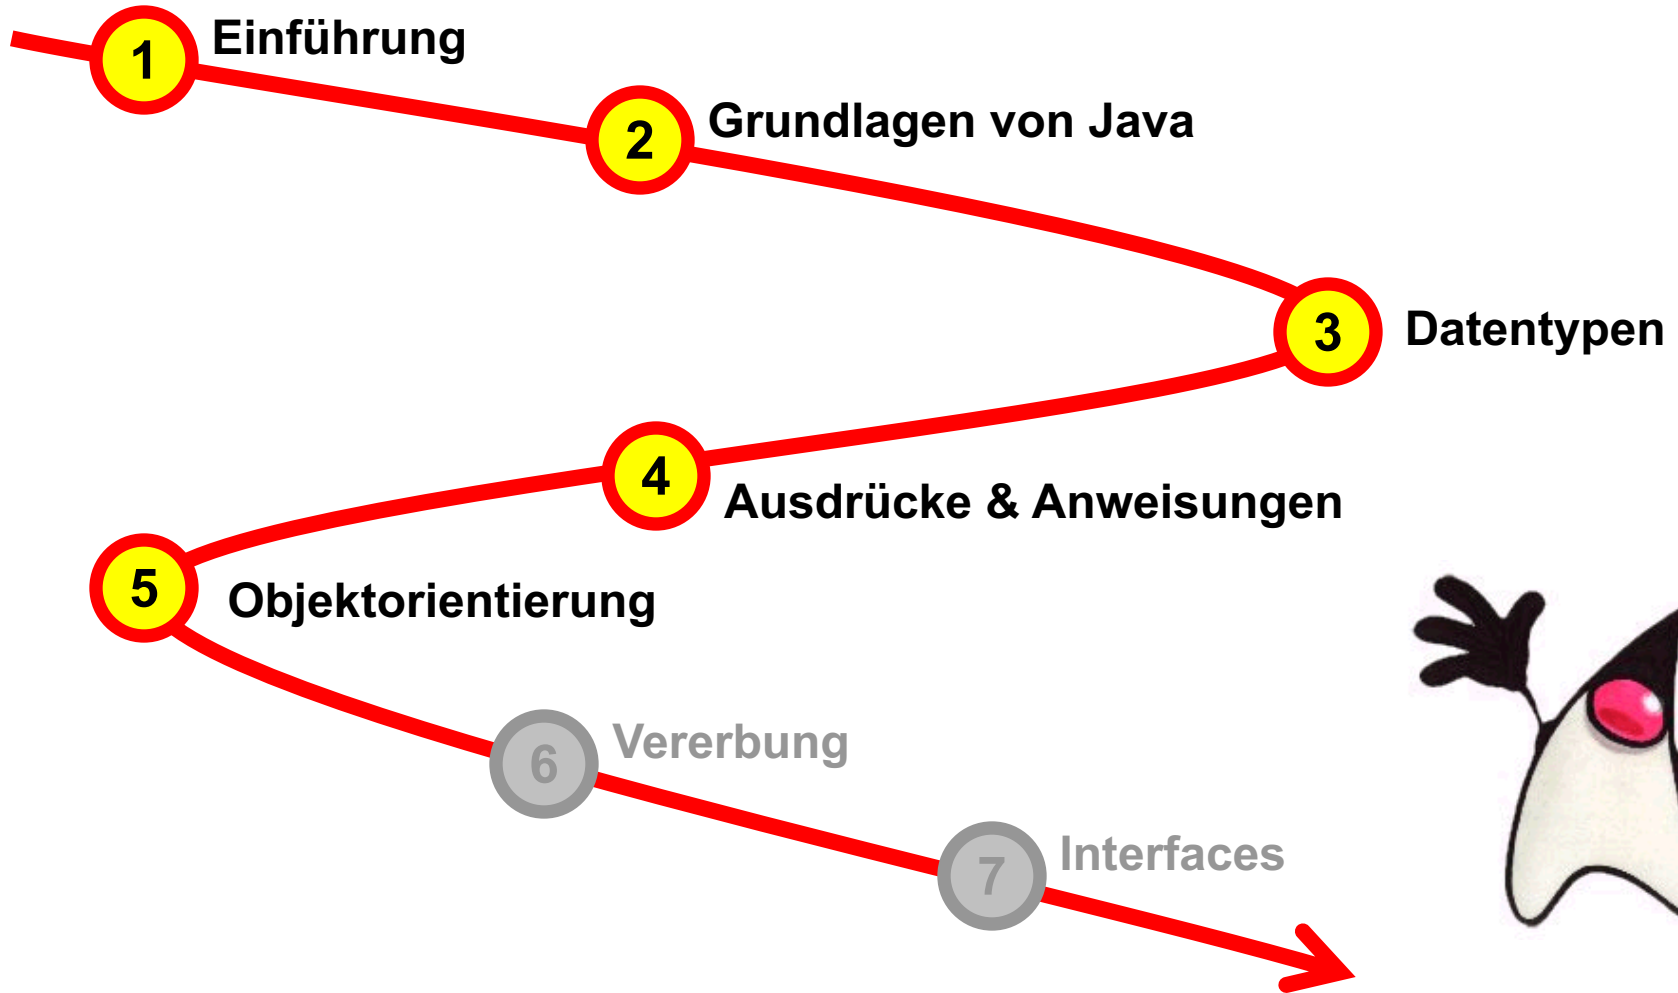 1 Einführung
2 Grundlagen von Java
3 Datentypen
4 Ausdrücke & Anweisungen
5 Objektorientierung
6 Vererbung
7 Interfaces